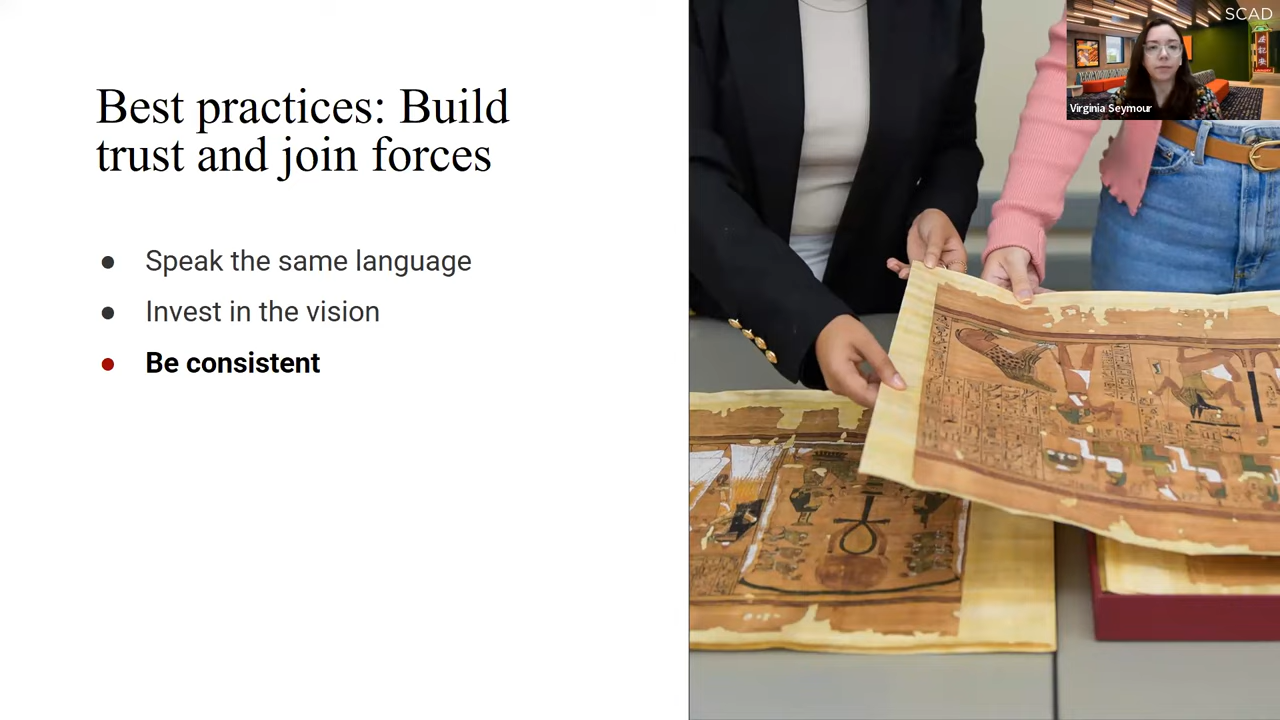 Best practices: Build
trust and join forces
● Speak the same language
● Invest in the vision
● Be consistent
SCAD
Virginia Seymour